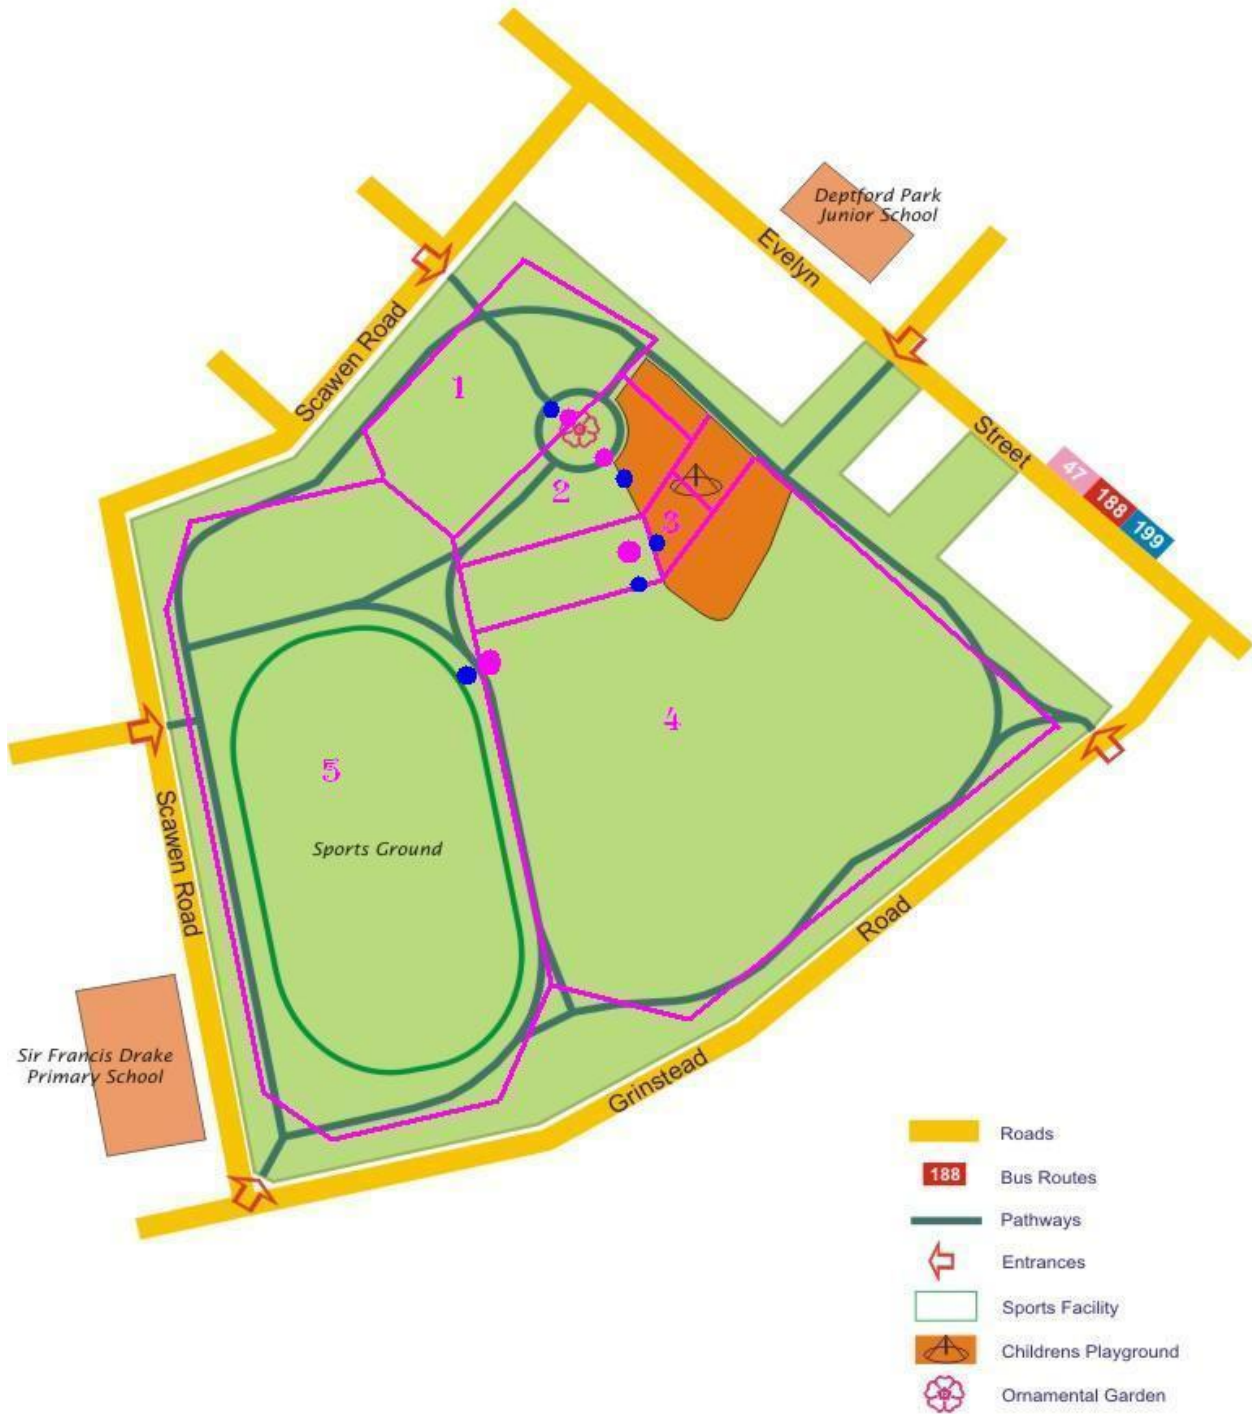 Deptford Park
Junior School
Evelyn
Street
Scawen Road
47
188
199
1
2
3
4
5
Sports Ground
Scawen Road
Sir Francis Drake
Primary School
Road
Grinstead
Roads
188
Bus Routes
Pathways
Entrances
Sports Facility
Childrens Playground
Ornamental Garden